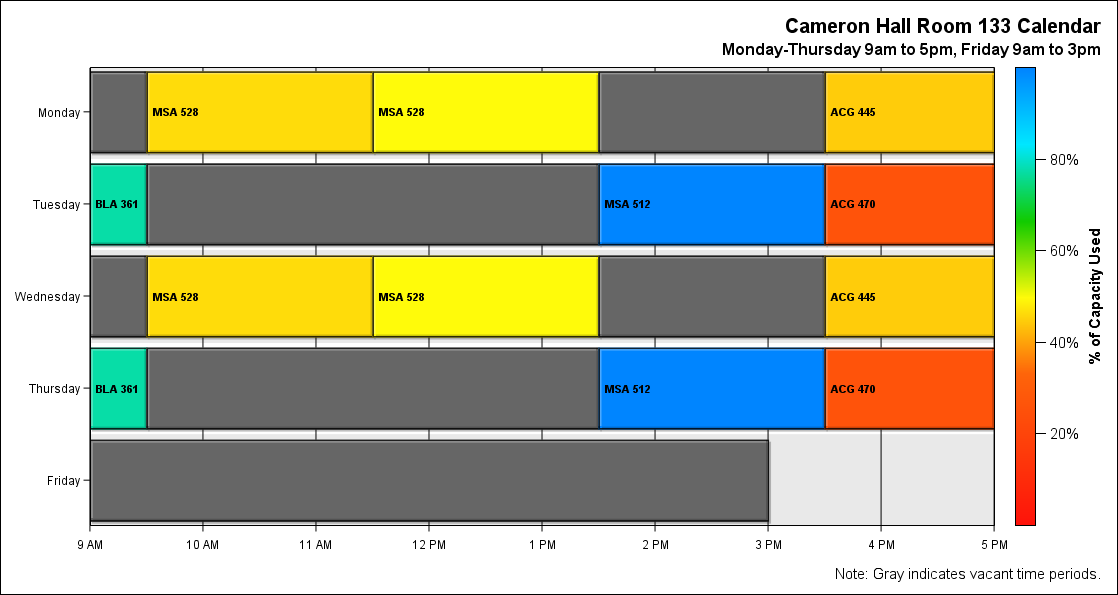 Cameron Hall Room 133 Calendar
Monday-Thursday 9am to 5pm, Friday 9am to 3pm
Monday
MSA 528
MSA 528
ACG 445
Tuesday
BLA 361
MSA 512
ACG 470
Wednesday
MSA 528
MSA 528
ACG 445
Thursday
BLA 361
MSA 512
ACG 470
Friday
9 AM 10 AM 11 AM 12 PM 1 PM 2 PM 3 PM 4 PM 5 PM
80%
60%
40%
20%
% of Capacity Used
Note: Gray indicates vacant time periods.